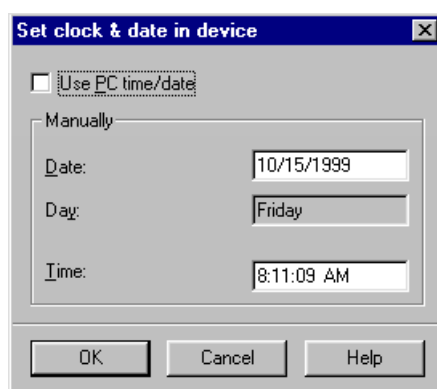 Set clock & date in device
Use PC time/date
Manually
Date: 10/15/1999
Day: Friday
Time: 8:11:09 AM
OK Cancel Help